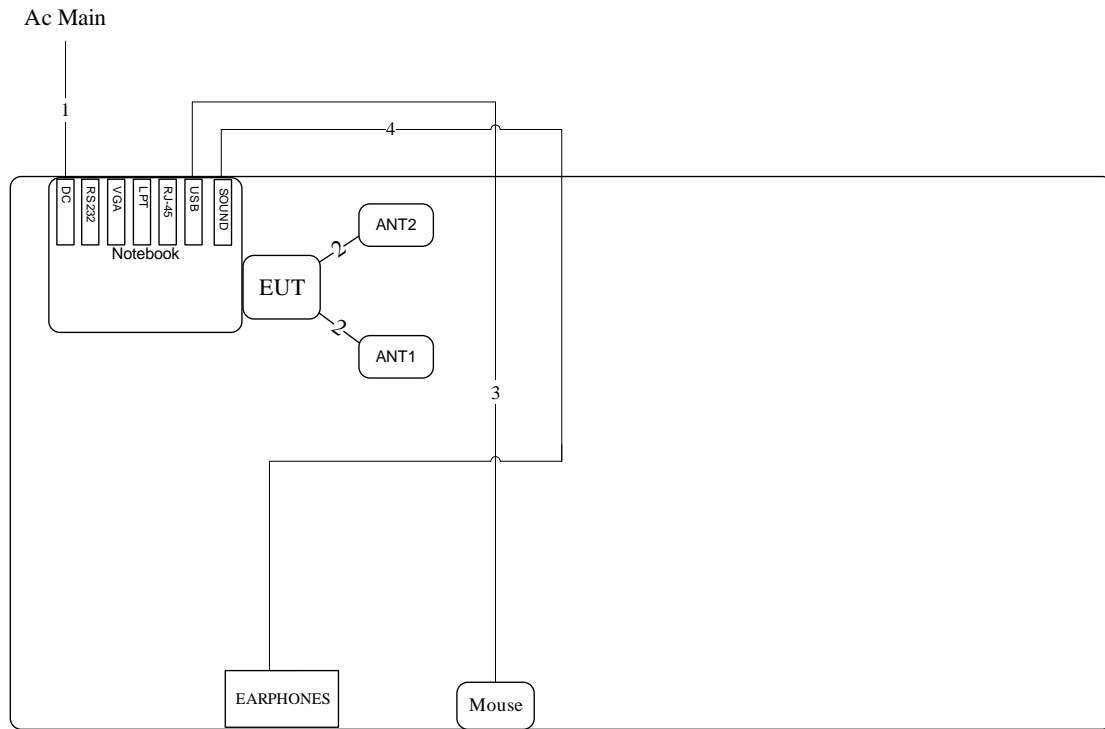 Ac Main
1
4
DC
RS232
VGA
LPT
RJ-45
USB
SOUND
Notebook
ANT2
2
EUT
2
ANT1
3
EARPHONES
Mouse